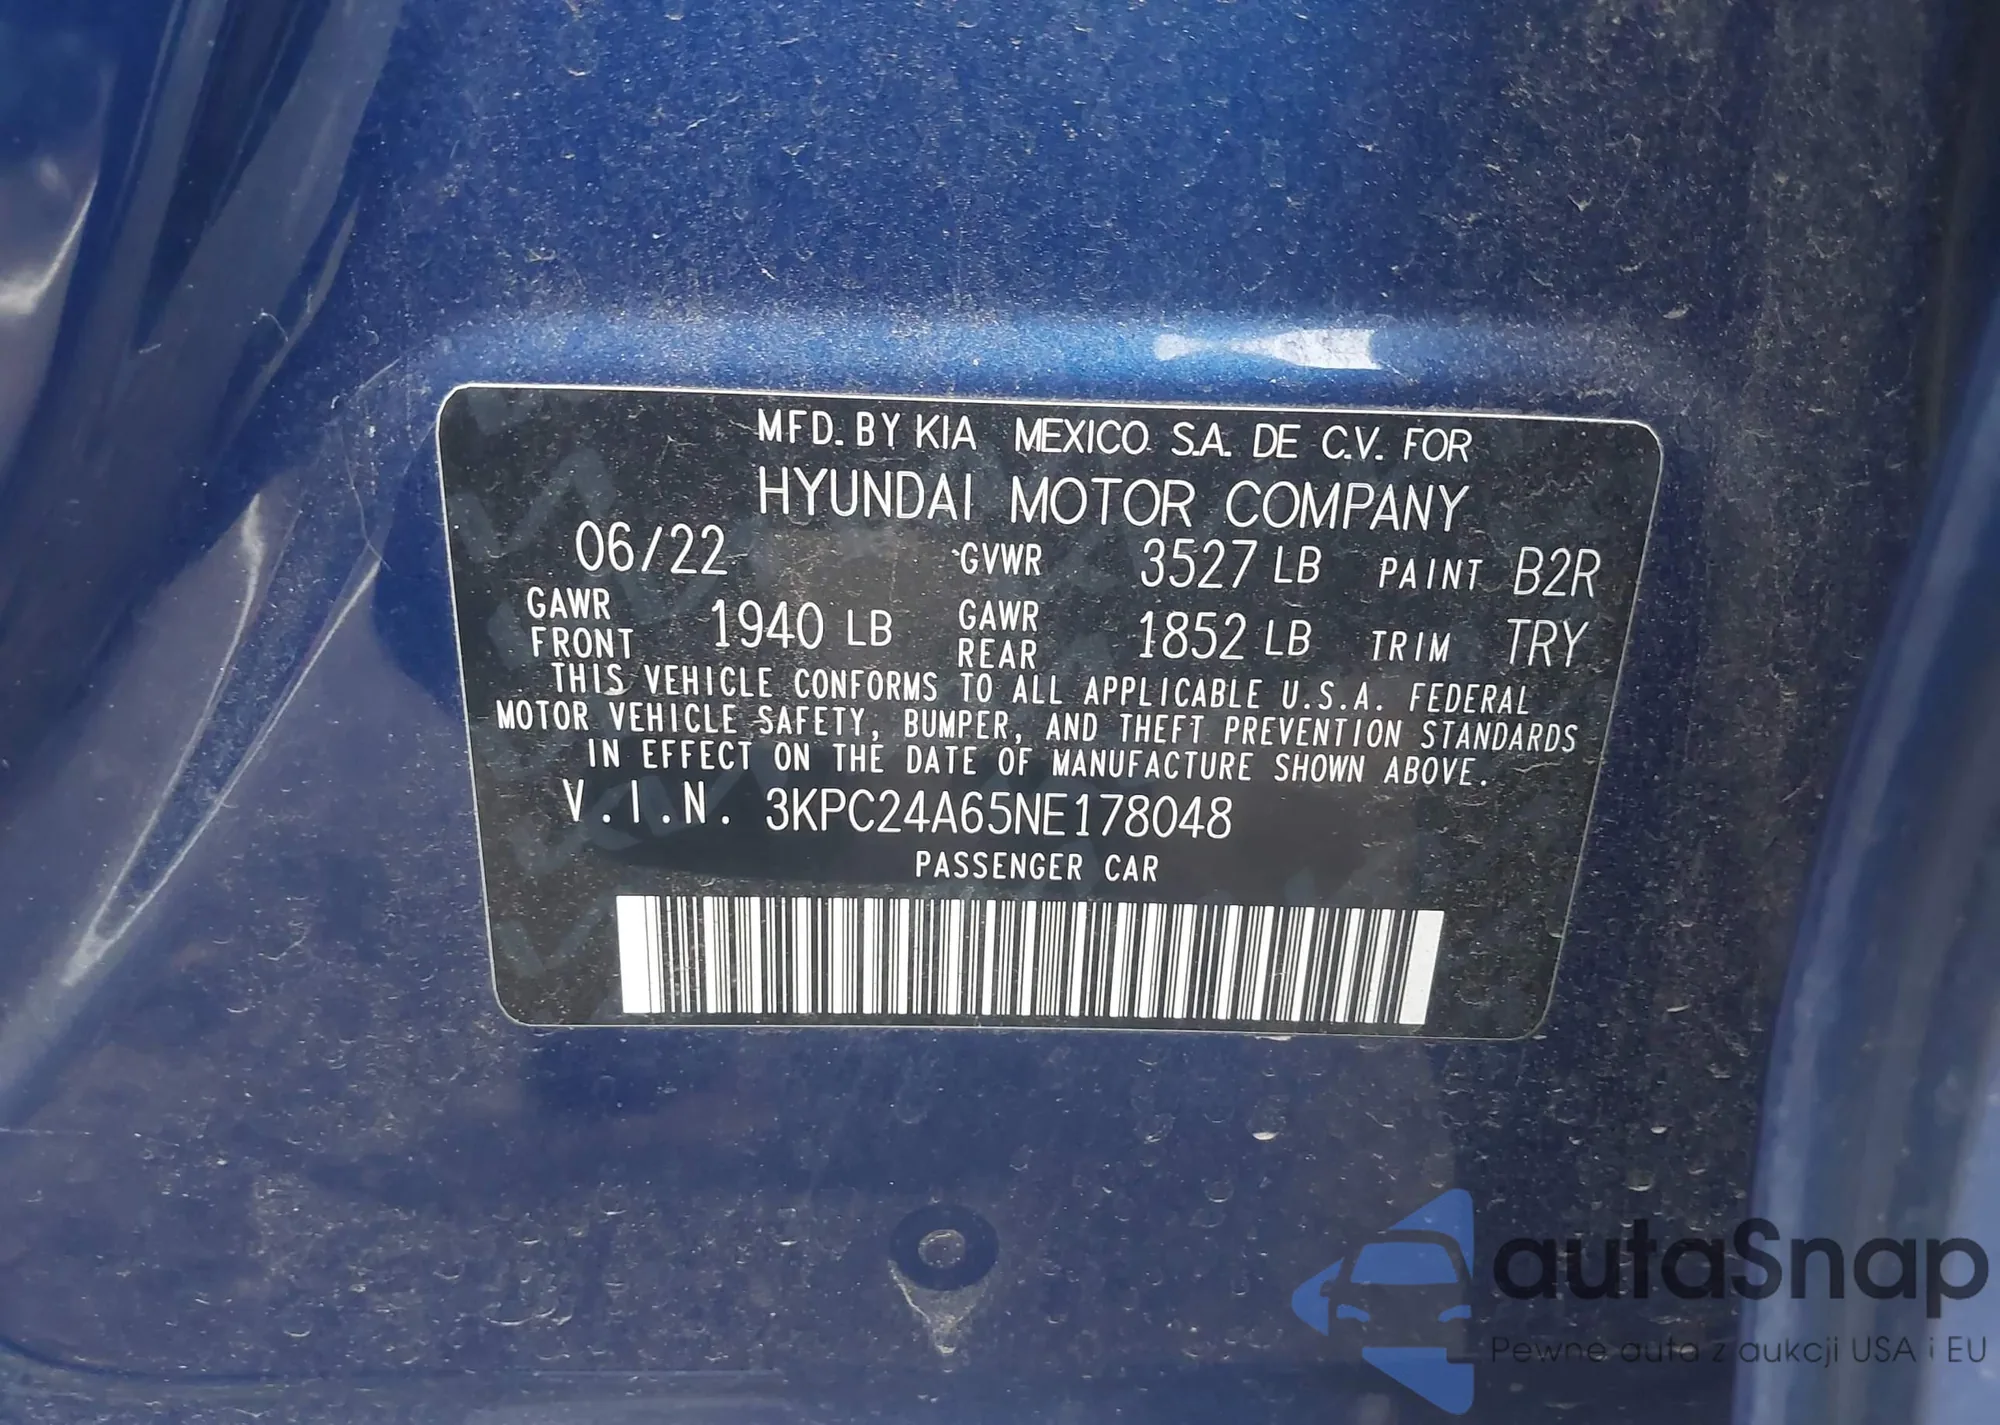 MFD. BY KIA MEXICO S.A. DE C.V. FOR
HYUNDAI MOTOR COMPANY
06/22 GVWR 3527 LB PAINT B2R
GAWR FRONT 1940 LB GAWR REAR 1852 LB TRIM TRY
THIS VEHICLE CONFORMS TO ALL APPLICABLE U.S.A. FEDERAL
MOTOR VEHICLE SAFETY, BUMPER, AND THEFT PREVENTION STANDARDS
IN EFFECT ON THE DATE OF MANUFACTURE SHOWN ABOVE.
V.I.N. 3KPC24A65NE178048
PASSENGER CAR
autaSnap
Pewne auta z aukcji USA i EU